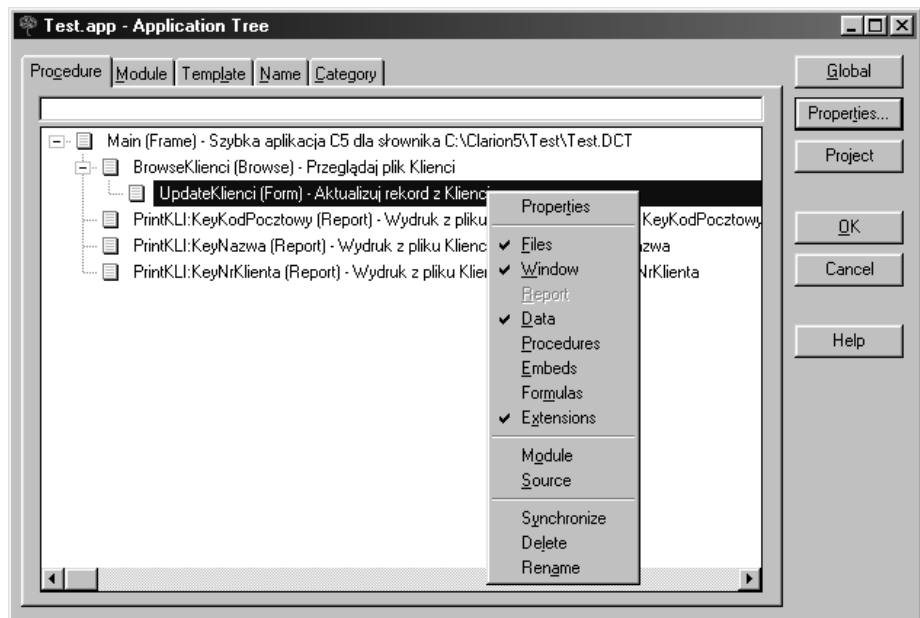 Test.app - Application Tree
Procedure Module Template Name Category
Global
Properties...
Project
OK
Cancel
Help
Main (Frame) - Szybka aplikacja C5 dla słownika C:\Clarion5\Test\Test.DCT
BrowseKlienci (Browse) - Przeglądaj plik Klienci
UpdateKlienci (Form) - Aktualizuj rekord z Klienci
PrintKLI:KeyKodPocztowy (Report) - Wydruk z pliku KeyKodPocztowy
PrintKLI:KeyNazwa (Report) - Wydruk z pliku Klienc azwa
PrintKLI:KeyNrKlienta (Report) - Wydruk z pliku Klien NrKlienta
Properties
Files
Window
Report
Data
Procedures
Embeds
Formulas
Extensions
Module
Source
Synchronize
Delete
Rename